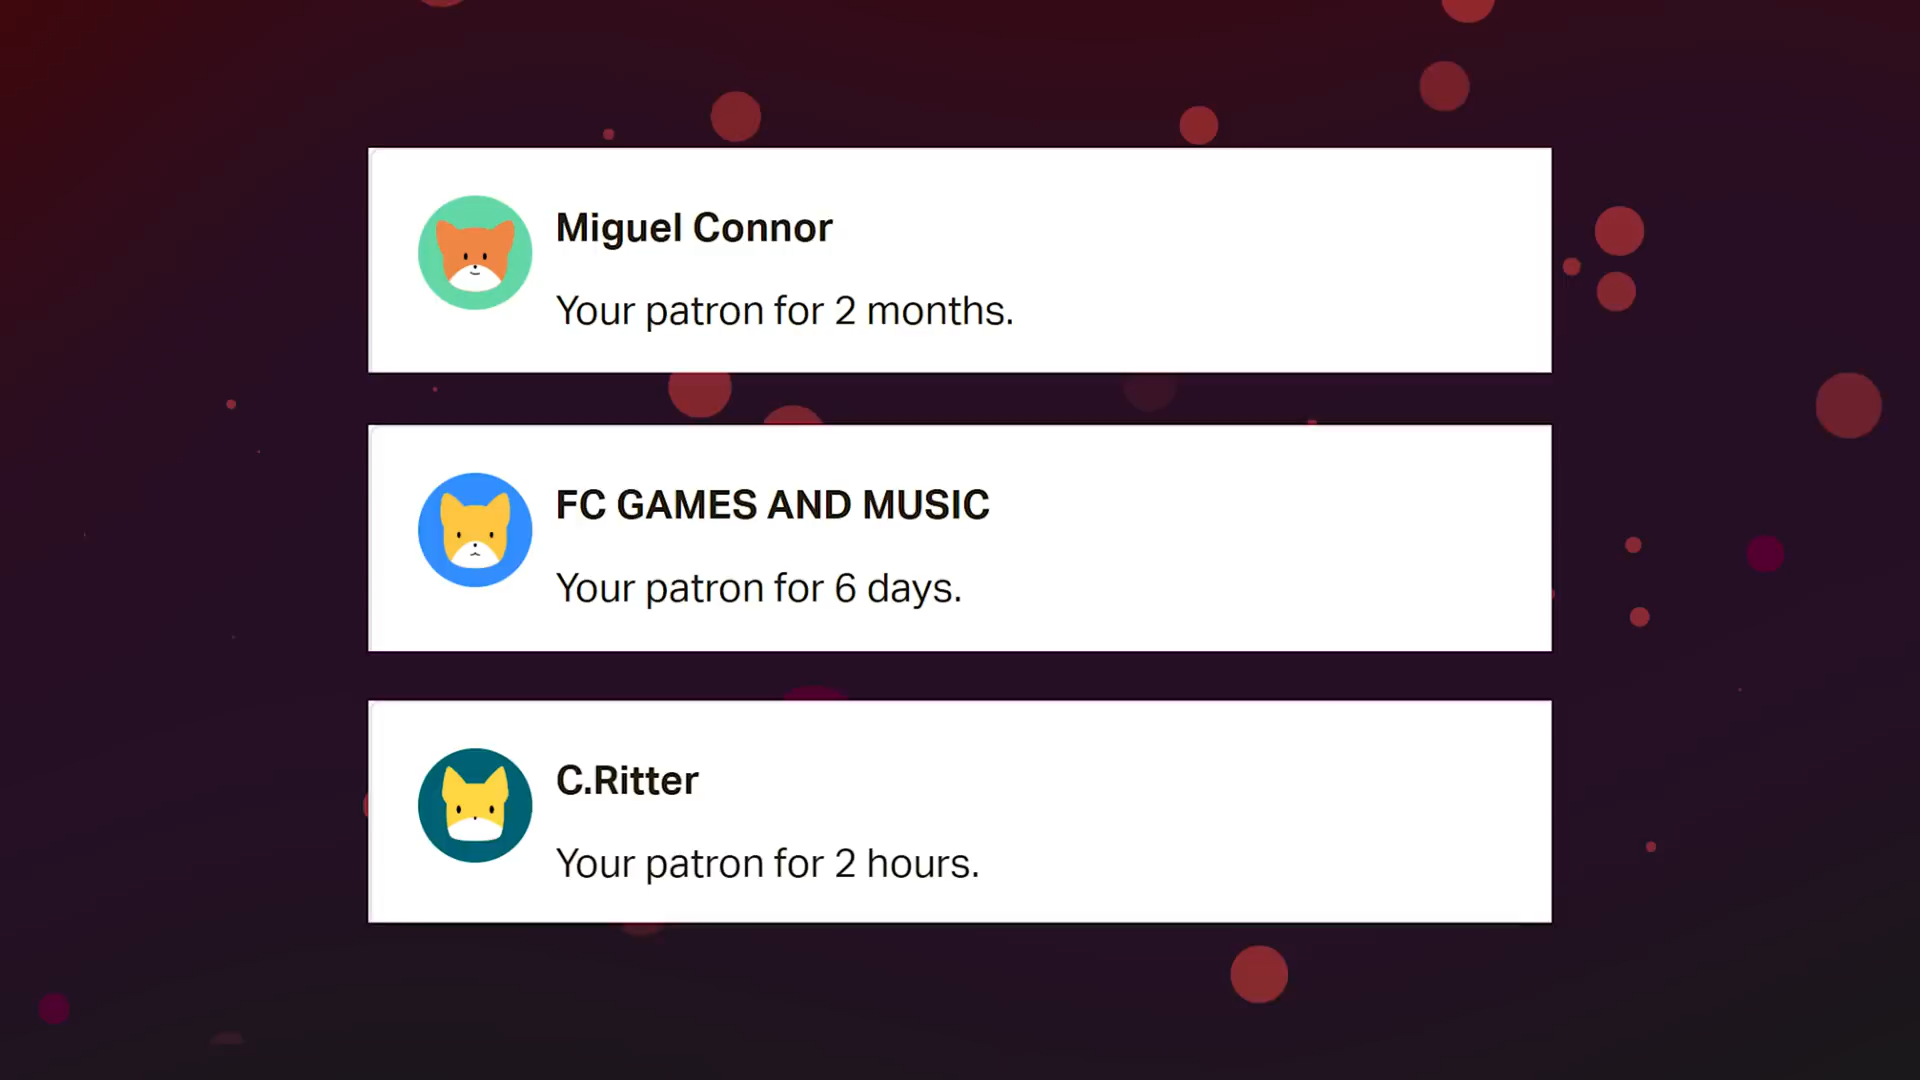 Miguel Connor
Your patron for 2 months.
FC GAMES AND MUSIC
Your patron for 6 days.
C.Ritter
Your patron for 2 hours.